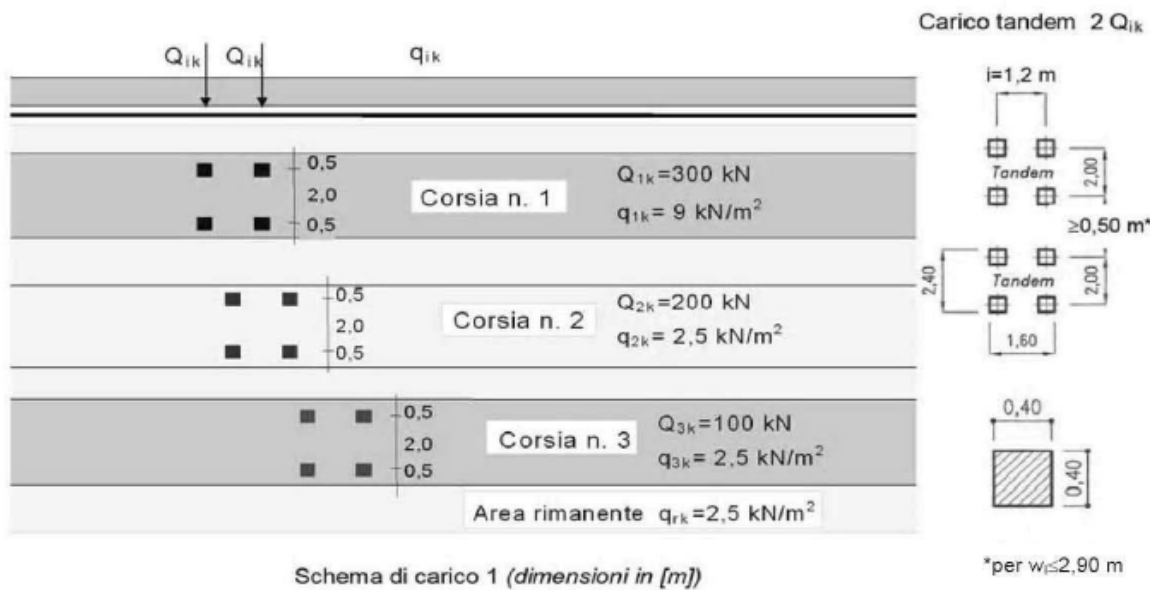 Carico tandem 2 Qik
Qik Qik qik
i=1,2 m
0,5
2,0
0,5
Corsia n. 1
Q1k=300 kN
q1k= 9 kN/m²
Tandem
2,00
≥0,50 m*
0,5
2,0
0,5
Corsia n. 2
Q2k=200 kN
q2k= 2,5 kN/m²
2,40
Tandem
2,00
1,60
0,5
2,0
0,5
Corsia n. 3
Q3k=100 kN
q3k= 2,5 kN/m²
0,40
0,40
Area rimanente qrk=2,5 kN/m²
Schema di carico 1 (dimensioni in [m])
*per wl≤2,90 m